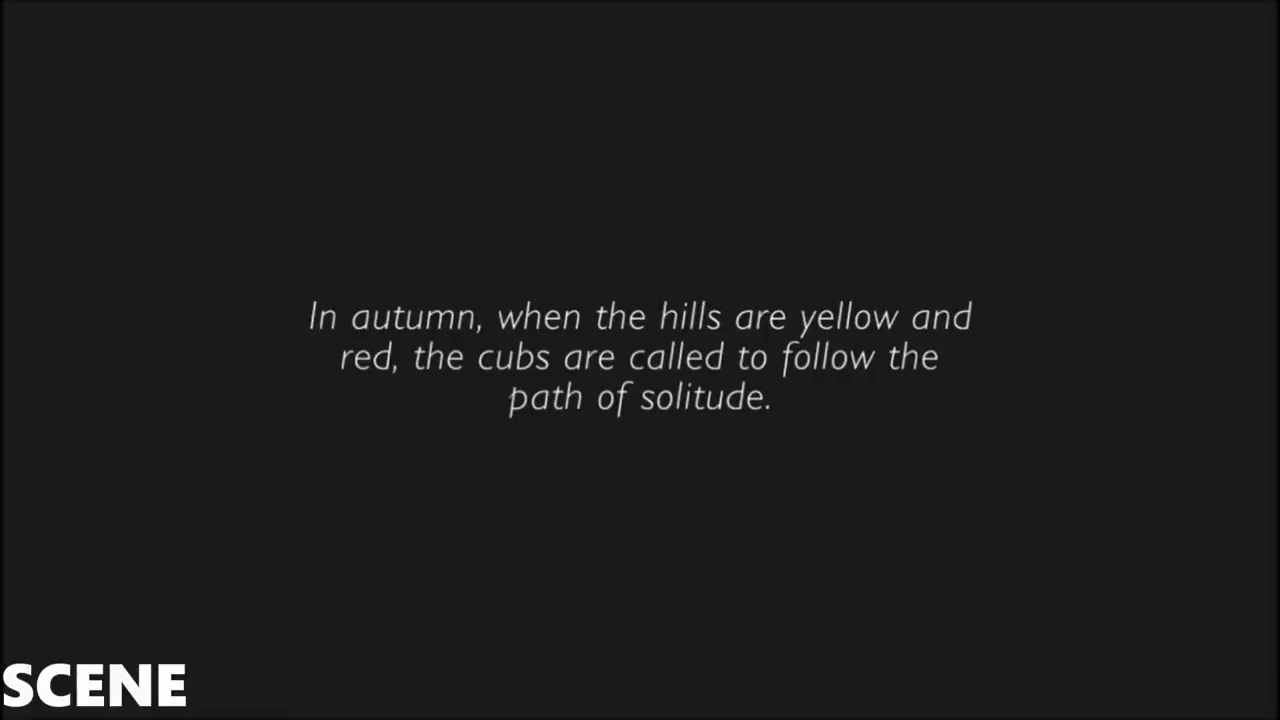 In autumn, when the hills are yellow and
red, the cubs are called to follow the
path of solitude.
SCENE